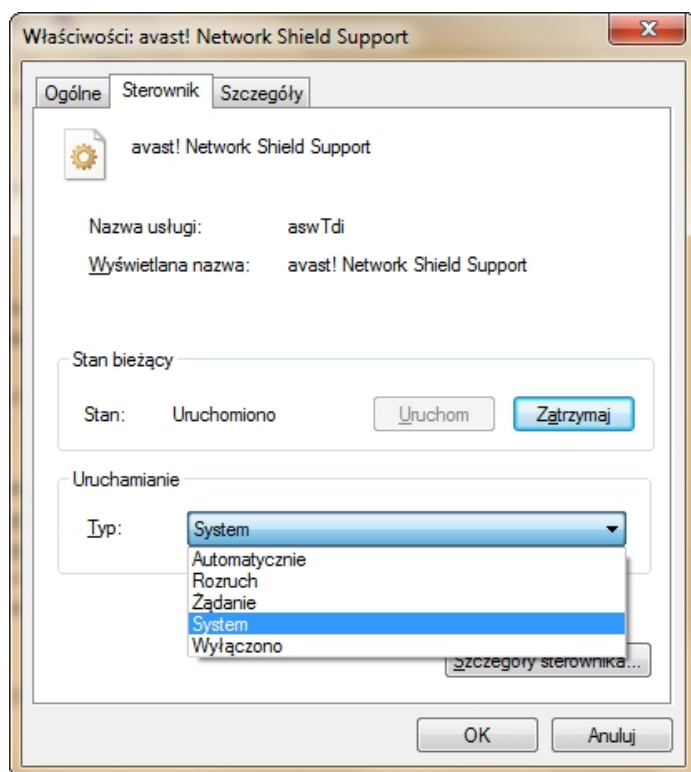 Właściwości: avast! Network Shield Support
Ogólne Sterownik Szczegóły
avast! Network Shield Support
Nazwa usługi: aswTdi
Wyświetlana nazwa: avast! Network Shield Support
Stan bieżący
Stan: Uruchomiono Uruchom Zatrzymaj
Uruchamianie
Typ: System
Automatycznie
Rozruch
Żądanie
System
Wyłączono
Szczegóły sterownika...
OK Anuluj